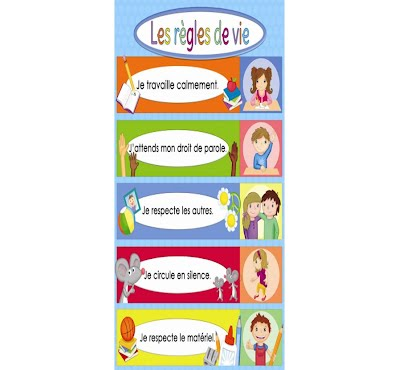 Les règles de vie
Je travaille calmement.
J'attends mon droit de parole.
Je respecte les autres.
Je circule en silence.
Je respecte le matériel.